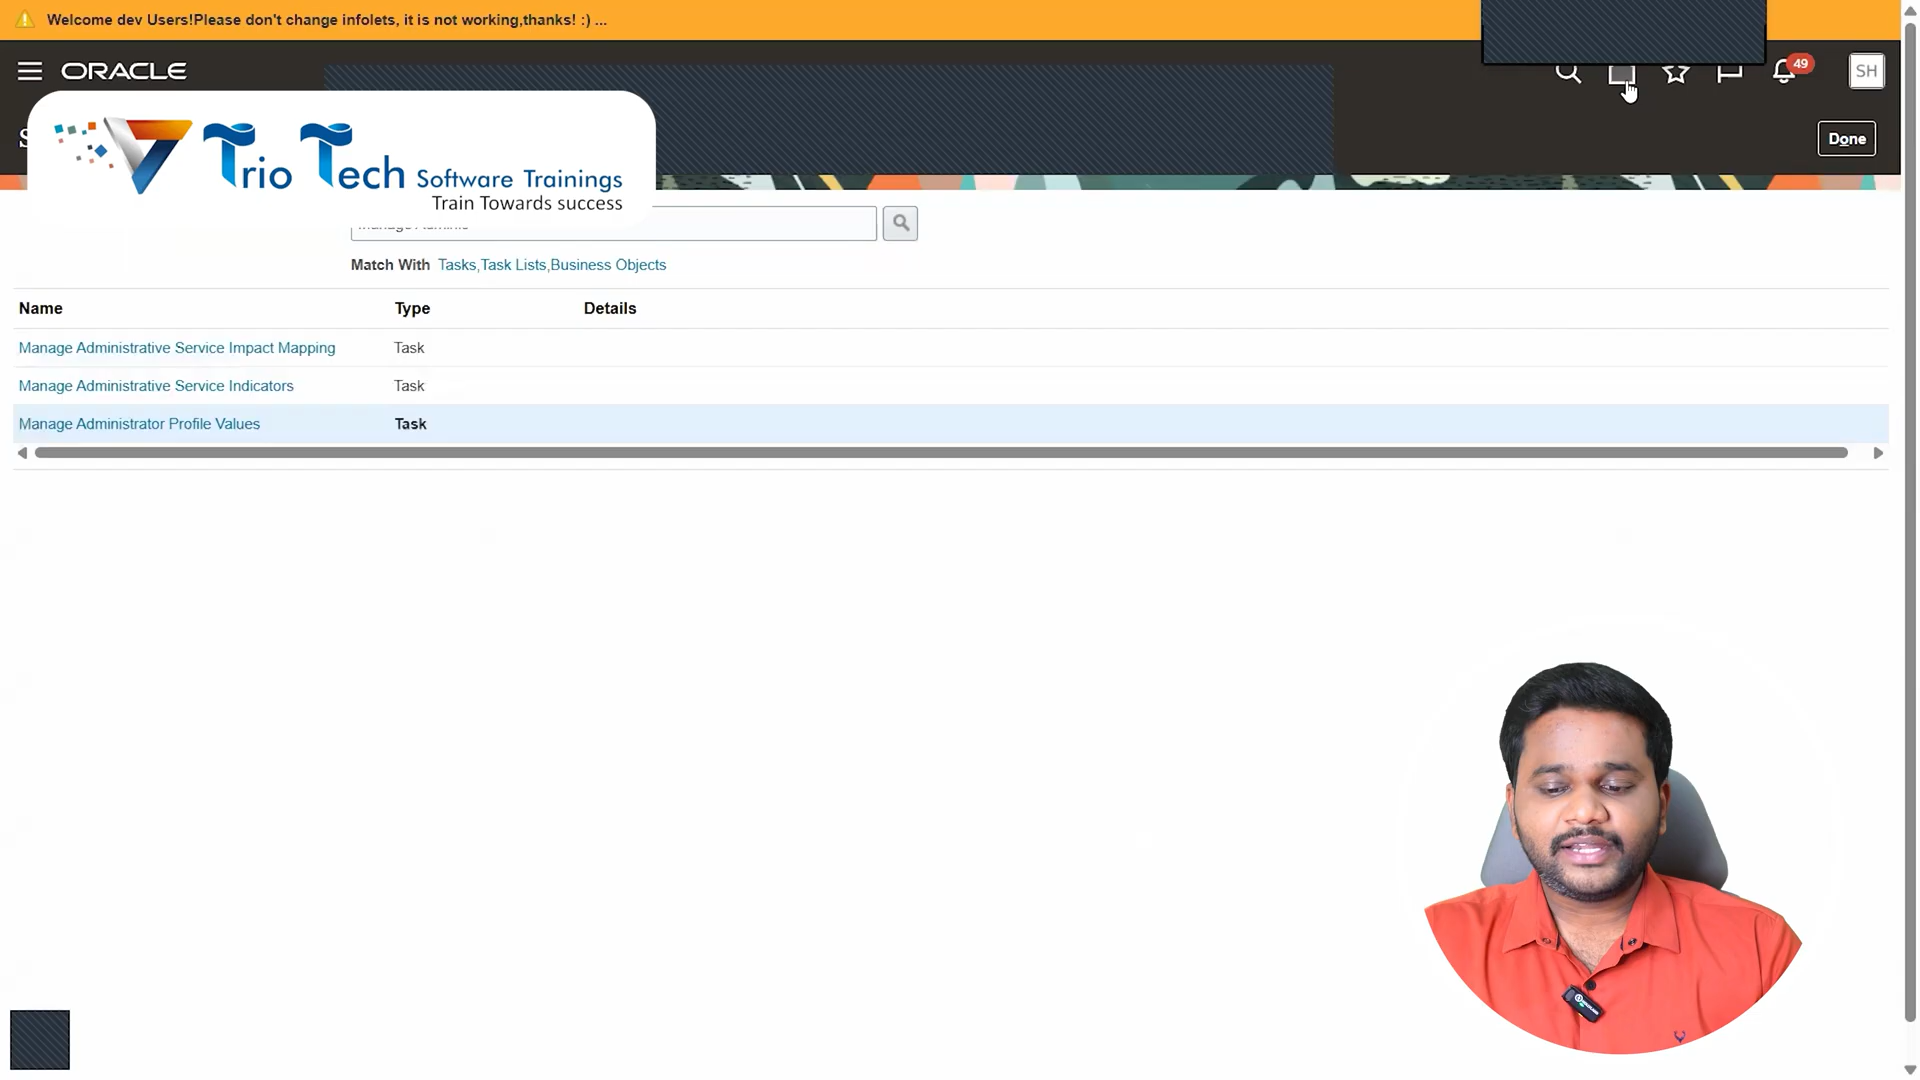 Welcome dev Users!Please don't change infolets, it is not working,thanks! :) ...
ORACLE
49
SH
Done
Trio Tech Software Trainings
Train Towards success
Match With Tasks,Task Lists,Business Objects
Name Type Details
Manage Administrative Service Impact Mapping Task
Manage Administrative Service Indicators Task
Manage Administrator Profile Values Task